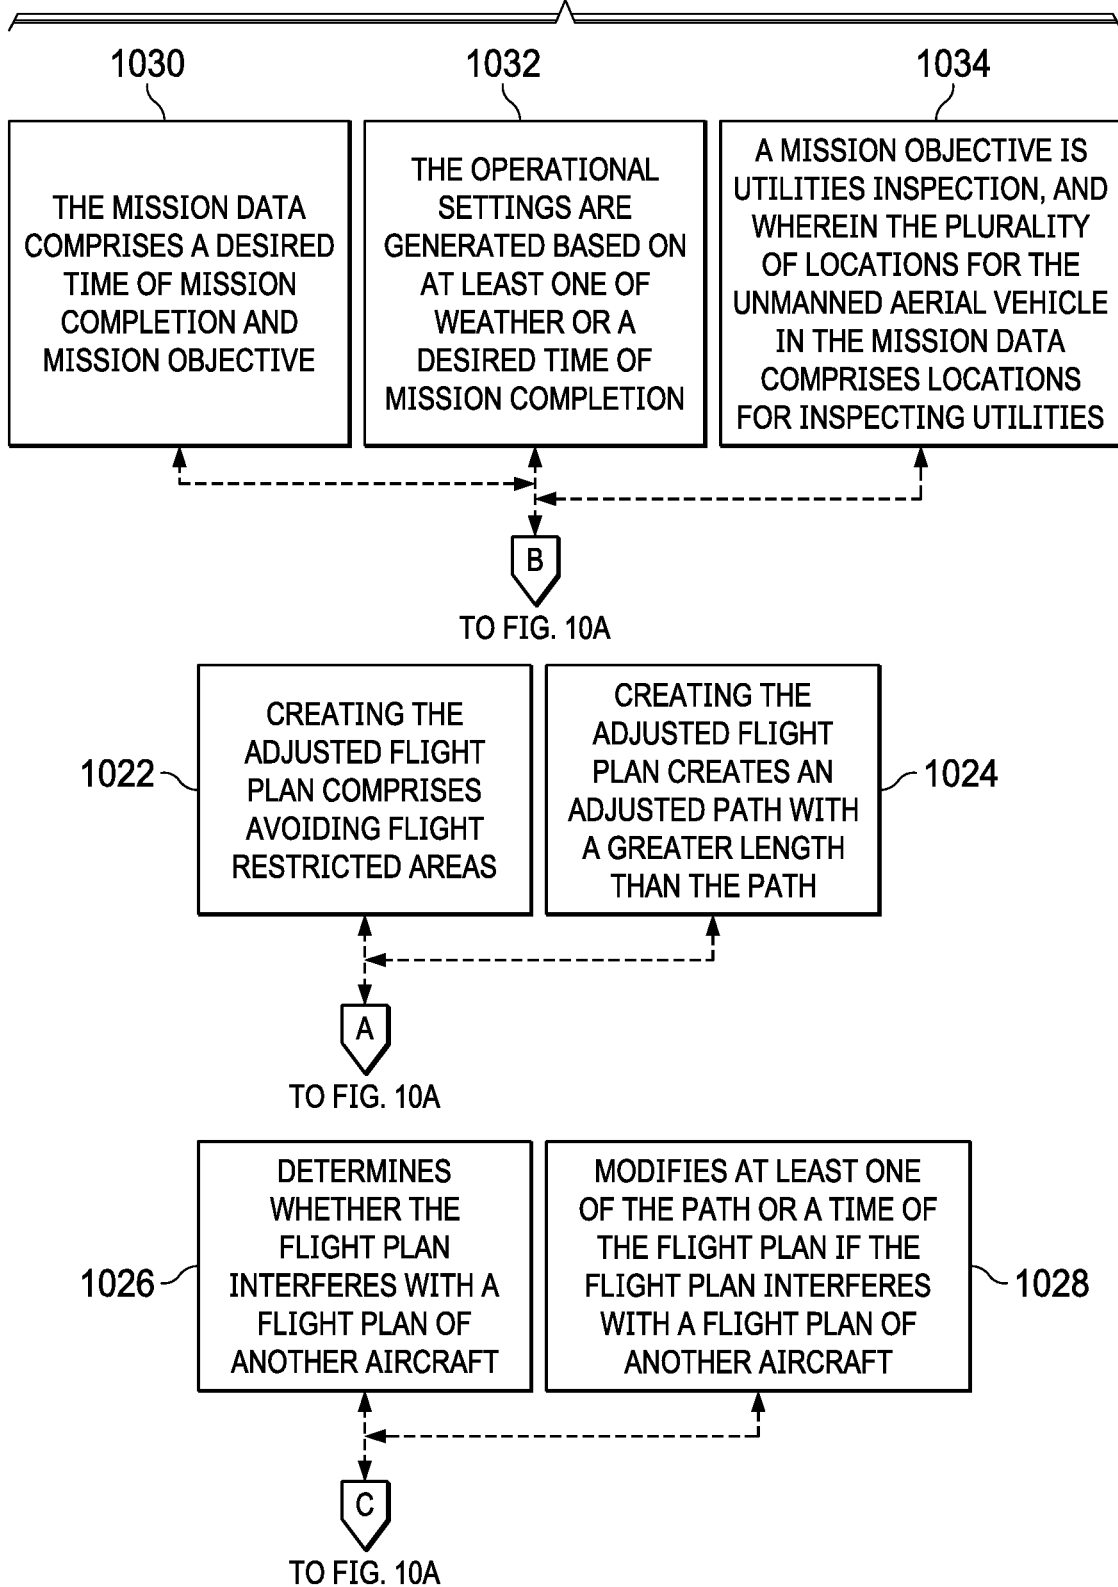 1030
1032
1034
THE MISSION DATA
COMPRISES A DESIRED
TIME OF MISSION
COMPLETION AND
MISSION OBJECTIVE
THE OPERATIONAL
SETTINGS ARE
GENERATED BASED ON
AT LEAST ONE OF
WEATHER OR A
DESIRED TIME OF
MISSION COMPLETION
A MISSION OBJECTIVE IS
UTILITIES INSPECTION, AND
WHEREIN THE PLURALITY
OF LOCATIONS FOR THE
UNMANNED AERIAL VEHICLE
IN THE MISSION DATA
COMPRISES LOCATIONS
FOR INSPECTING UTILITIES
B
TO FIG. 10A
1022
CREATING THE
ADJUSTED FLIGHT
PLAN COMPRISES
AVOIDING FLIGHT
RESTRICTED AREAS
CREATING THE
ADJUSTED FLIGHT
PLAN CREATES AN
ADJUSTED PATH WITH
A GREATER LENGTH
THAN THE PATH
1024
A
TO FIG. 10A
1026
DETERMINES
WHETHER THE
FLIGHT PLAN
INTERFERES WITH A
FLIGHT PLAN OF
ANOTHER AIRCRAFT
MODIFIES AT LEAST ONE
OF THE PATH OR A TIME OF
THE FLIGHT PLAN IF THE
FLIGHT PLAN INTERFERES
WITH A FLIGHT PLAN OF
ANOTHER AIRCRAFT
1028
C
TO FIG. 10A